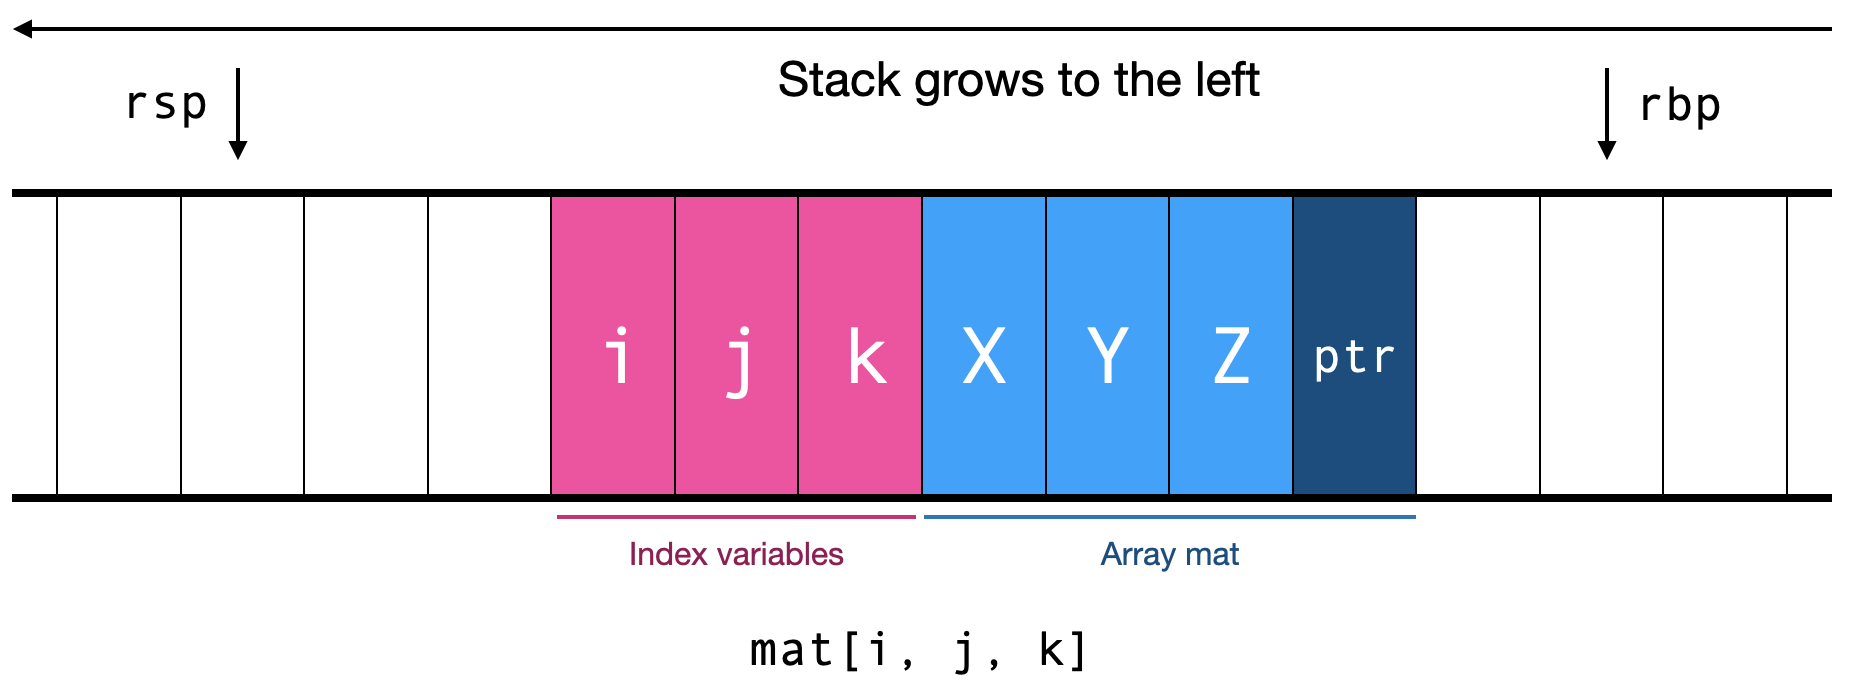 Stack grows to the left
rsp
rbp
i j k X Y Z ptr
Index variables
Array mat
mat[i, j, k]